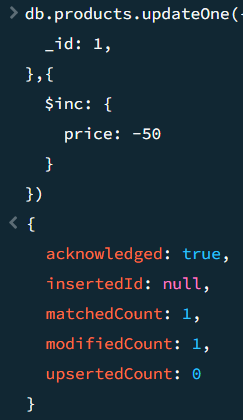 > db.products.updateOne(
_id: 1,
},{
$inc: {
price: -50
}
})
< {
acknowledged: true,
insertedId: null,
matchedCount: 1,
modifiedCount: 1,
upsertedCount: 0
}